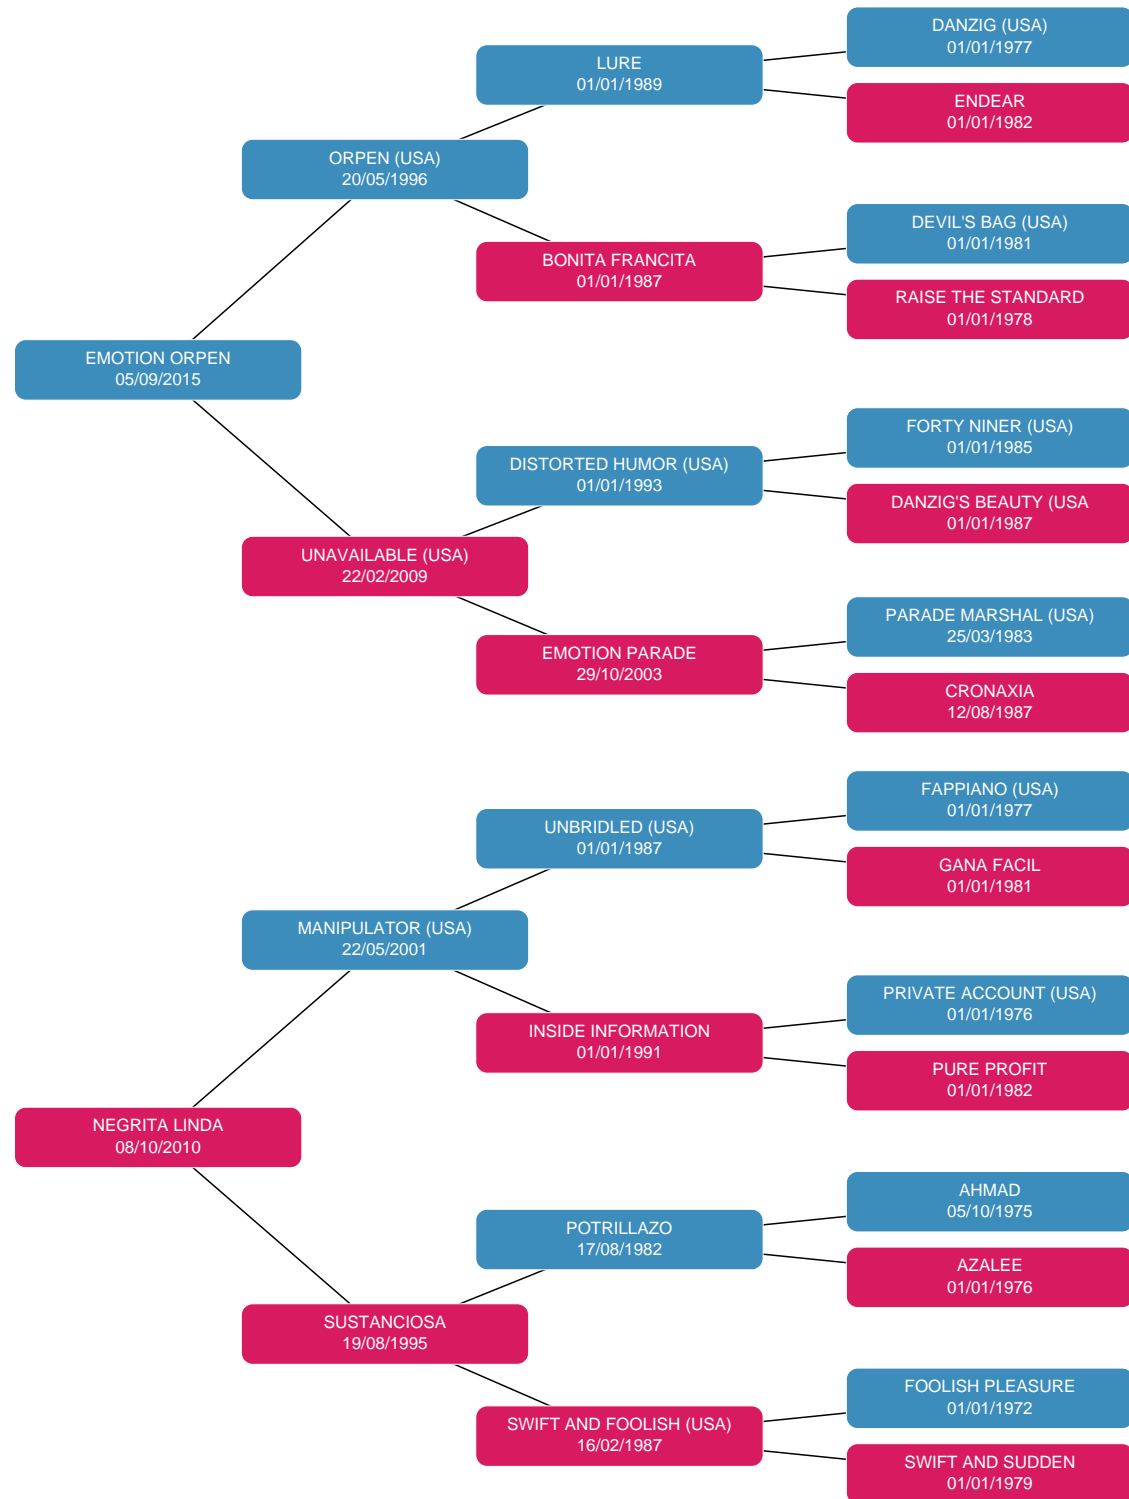 DANZIG (USA)
01/01/1977
LURE
01/01/1989
ENDEAR
01/01/1982
ORPEN (USA)
20/05/1996
DEVIL'S BAG (USA)
01/01/1981
BONITA FRANCITA
01/01/1987
RAISE THE STANDARD
01/01/1978
EMOTION ORPEN
05/09/2015
FORTY NINER (USA)
01/01/1985
DISTORTED HUMOR (USA)
01/01/1993
DANZIG'S BEAUTY (USA
01/01/1987
UNAVAILABLE (USA)
22/02/2009
PARADE MARSHAL (USA)
25/03/1983
EMOTION PARADE
29/10/2003
CRONAXIA
12/08/1987
FAPPIANO (USA)
01/01/1977
UNBRIDLED (USA)
01/01/1987
GANA FACIL
01/01/1981
MANIPULATOR (USA)
22/05/2001
PRIVATE ACCOUNT (USA)
01/01/1976
INSIDE INFORMATION
01/01/1991
PURE PROFIT
01/01/1982
NEGRITA LINDA
08/10/2010
AHMAD
05/10/1975
POTRILLAZO
17/08/1982
AZALEE
01/01/1976
SUSTANCIOSA
19/08/1995
FOOLISH PLEASURE
01/01/1972
SWIFT AND FOOLISH (USA)
16/02/1987
SWIFT AND SUDDEN
01/01/1979